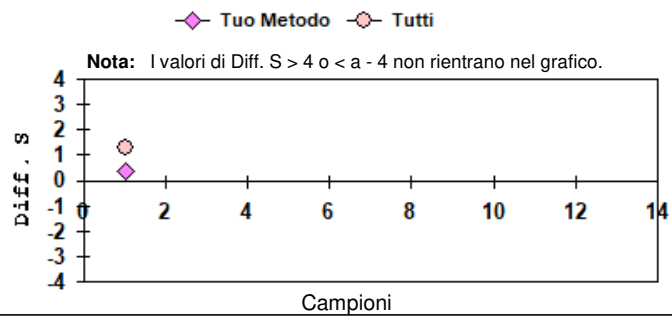 Tuo Metodo Tutti
Nota: I valori di Diff. S > 4 o < a - 4 non rientrano nel grafico.
4
3
2
1
0
-1
-2
-3
-4
Diff. S
0 2 4 6 8 10 12 14
Campioni